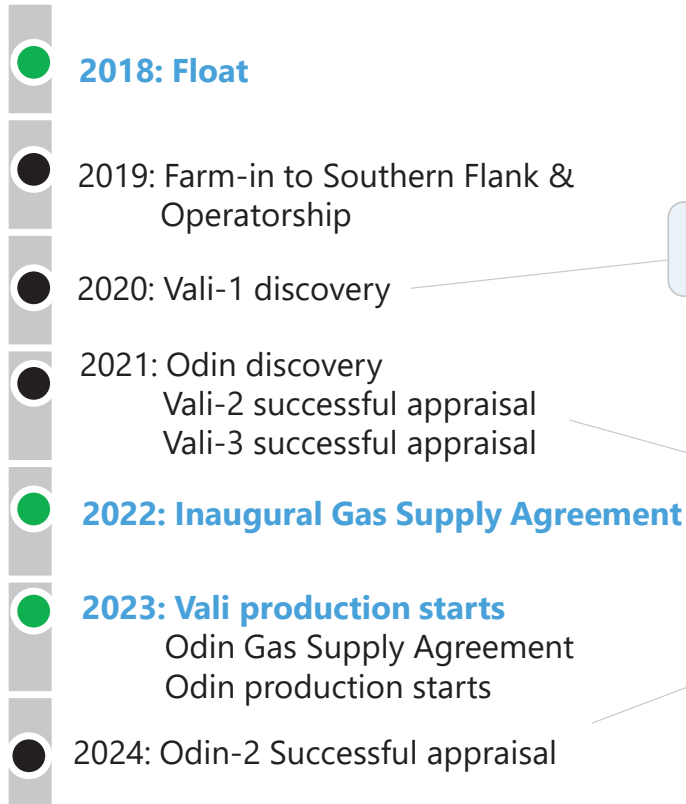 2018: Float
2019: Farm-in to Southern Flank &
Operatorship
2020: Vali-1 discovery
2021: Odin discovery
Vali-2 successful appraisal
Vali-3 successful appraisal
2022: Inaugural Gas Supply Agreement
2023: Vali production starts
Odin Gas Supply Agreement
Odin production starts
2024: Odin-2 Successful appraisal